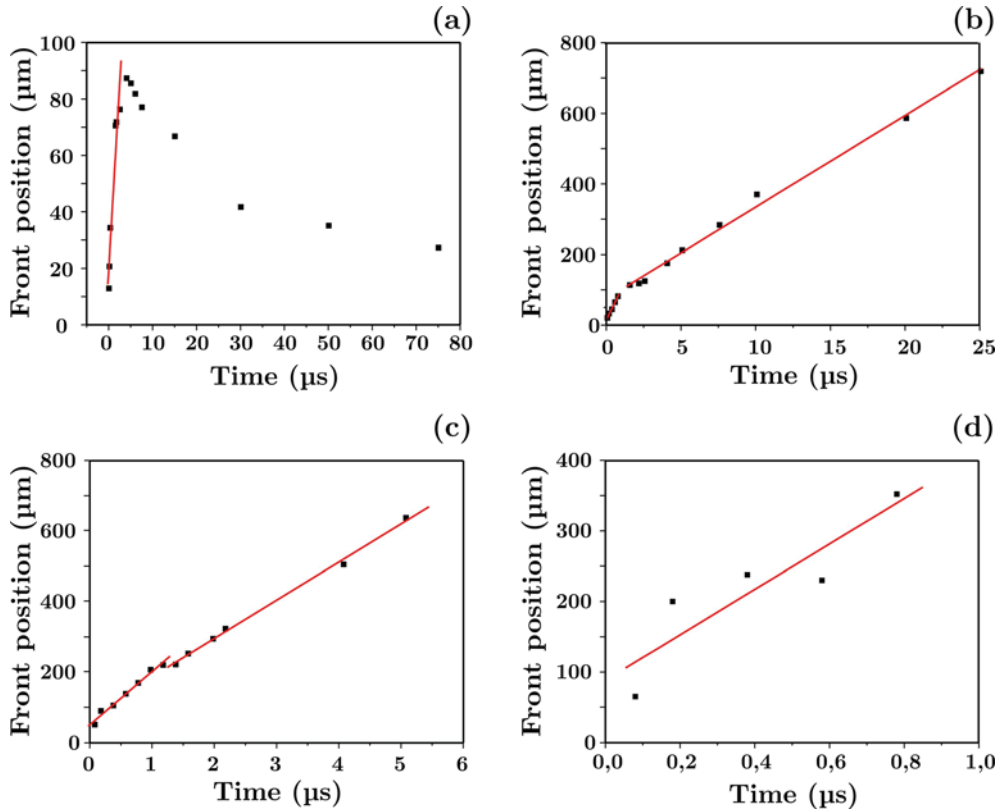 (a)
Front position (µm)
100
80
60
40
20
0
0 10 20 30 40 50 60 70 80
Time (µs)
(b)
Front position (µm)
800
600
400
200
0
0 5 10 15 20 25
Time (µs)
(c)
Front position (µm)
800
600
400
200
0
0 1 2 3 4 5 6
Time (µs)
(d)
Front position (µm)
400
300
200
100
0
0,0 0,2 0,4 0,6 0,8 1,0
Time (µs)